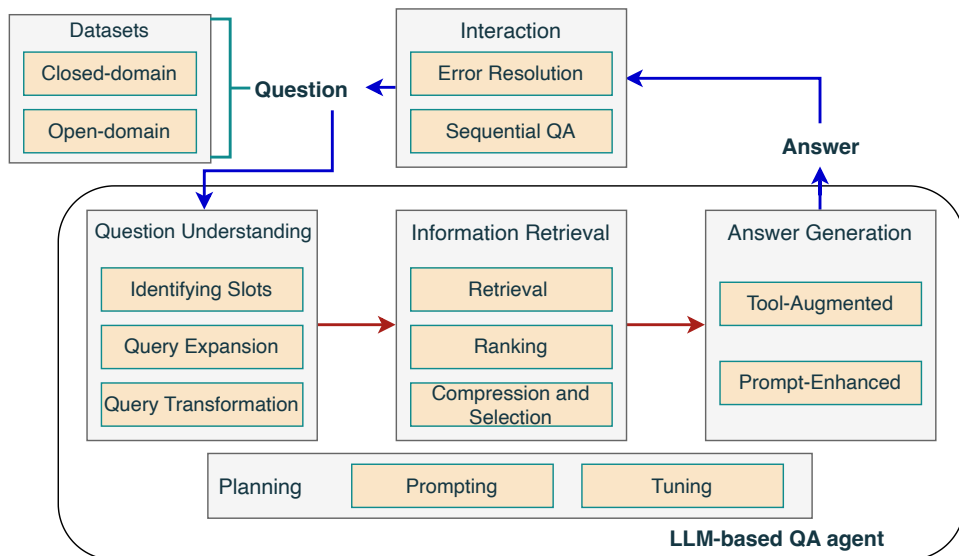 Datasets
Closed-domain
Open-domain
Question
Interaction
Error Resolution
Sequential QA
Answer
Question Understanding
Identifying Slots
Query Expansion
Query Transformation
Information Retrieval
Retrieval
Ranking
Compression and
Selection
Answer Generation
Tool-Augmented
Prompt-Enhanced
Planning
Prompting
Tuning
LLM-based QA agent